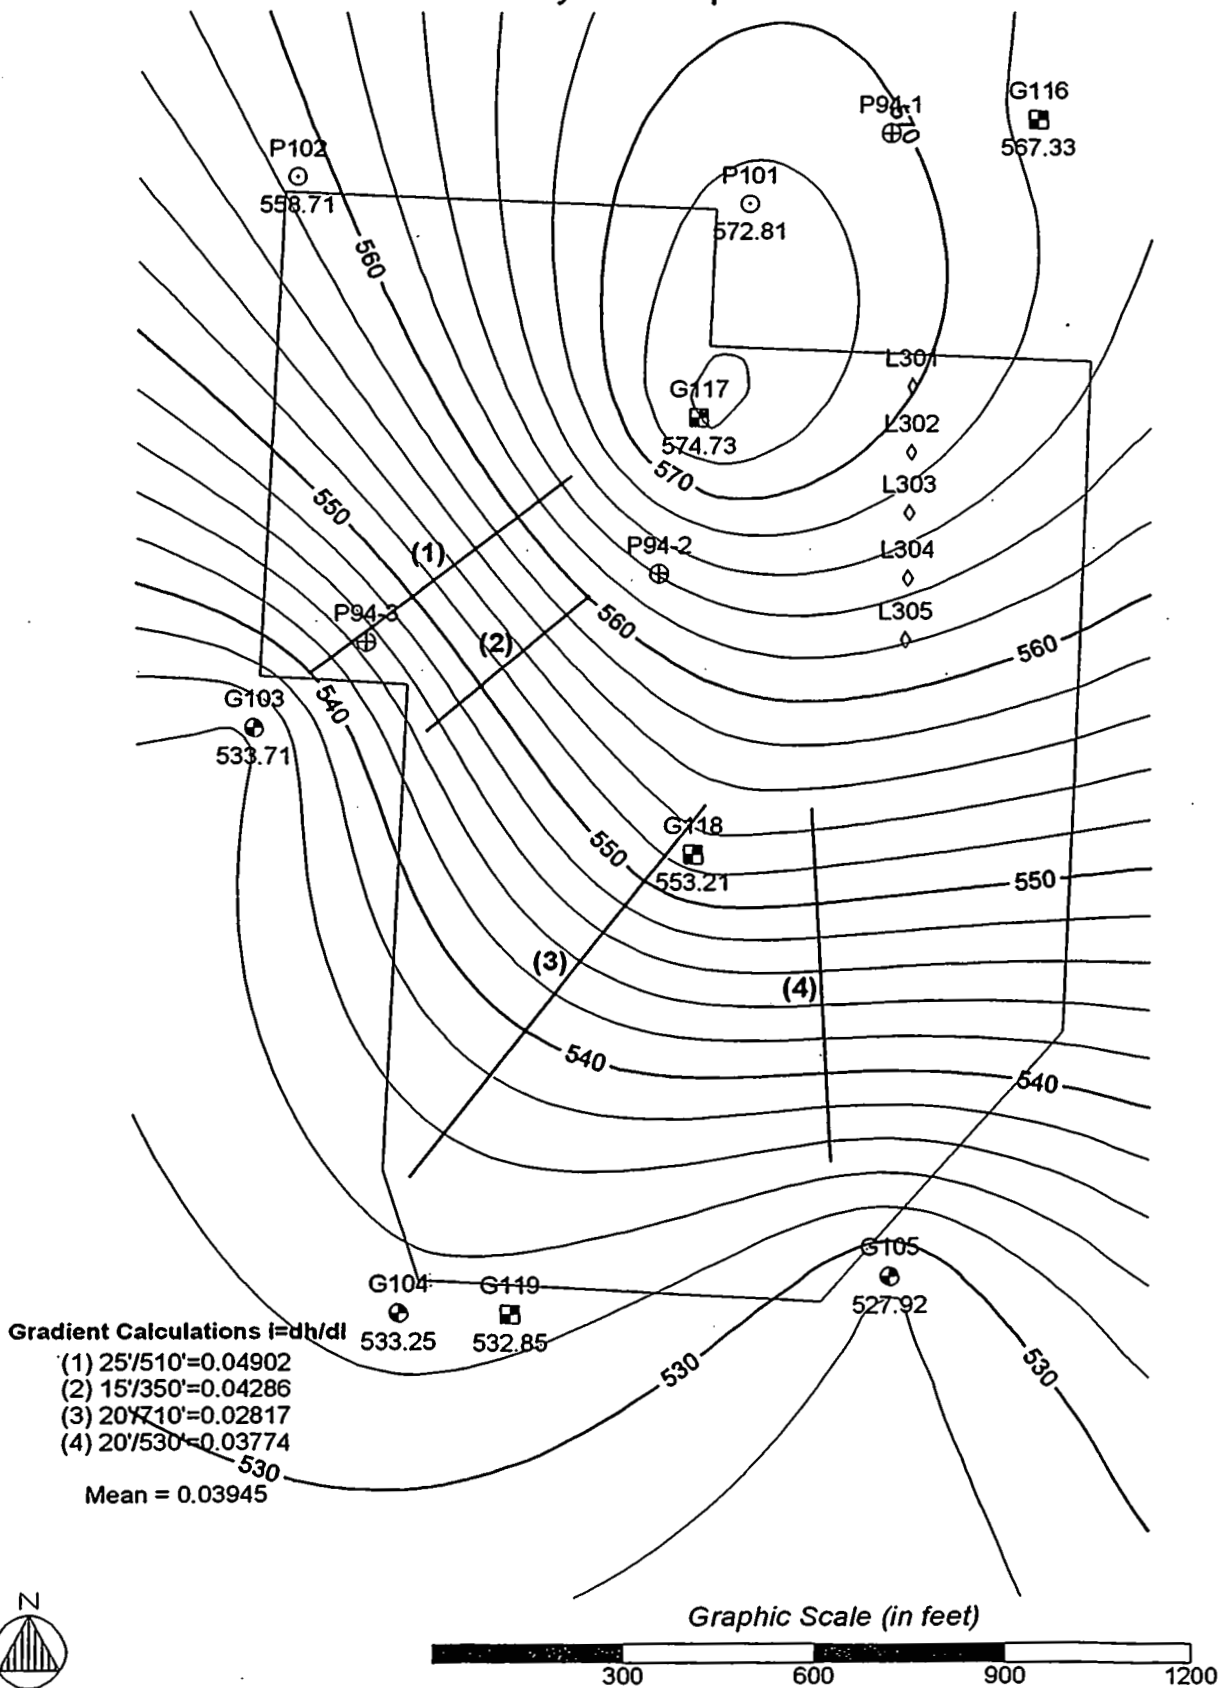 P94-1
570
G116
567.33
P102
558.71
P101
572.81
560
L301
G117
574.73
L302
570
L303
550
(1)
P94-2
L304
P94-3
560
L305
(2)
560
540
G103
533.71
G118
553.21
550
550
(3)
(4)
540
540
G105
527.92
G104
533.25
G119
532.85
530
530
Gradient Calculations i=dh/dl
(1) 25'/510'=0.04902
(2) 15'/350'=0.04286
(3) 20'/710'=0.02817
(4) 20'/530'=0.03774
530
Mean = 0.03945
N
Graphic Scale (in feet)
300 600 900 1200